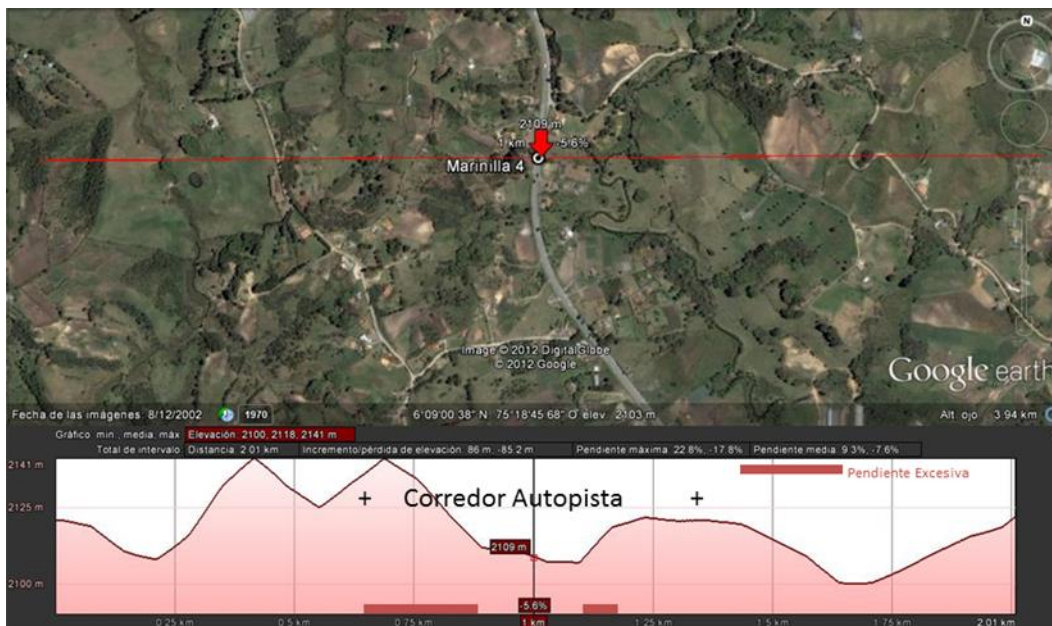 N
2109 m
1 km -5.6%
Marinilla 4
Image © 2012 DigitalGlobe
© 2012 Google
Google earth
Fecha de las imágenes: 8/12/2002 1970 6°09'00.38" N 75°18'45.68" O elev. 2103 m Alt. ojo 3.94 km
Gráfico: mín., media, máx. Elevación: 2100, 2118, 2141 m
Total de intervalo: Distancia: 2.01 km Incremento/pérdida de elevación: 86 m, -85.2 m Pendiente máxima: 22.8%, -17.8% Pendiente media: 9.3%, -7.6%
2141 m
Pendiente Excesiva
+ Corredor Autopista +
2125 m
2109 m
2100 m
-5.6%
0.25 km 0.5 km 0.75 km 1 km 1.25 km 1.5 km 1.75 km 2.01 km